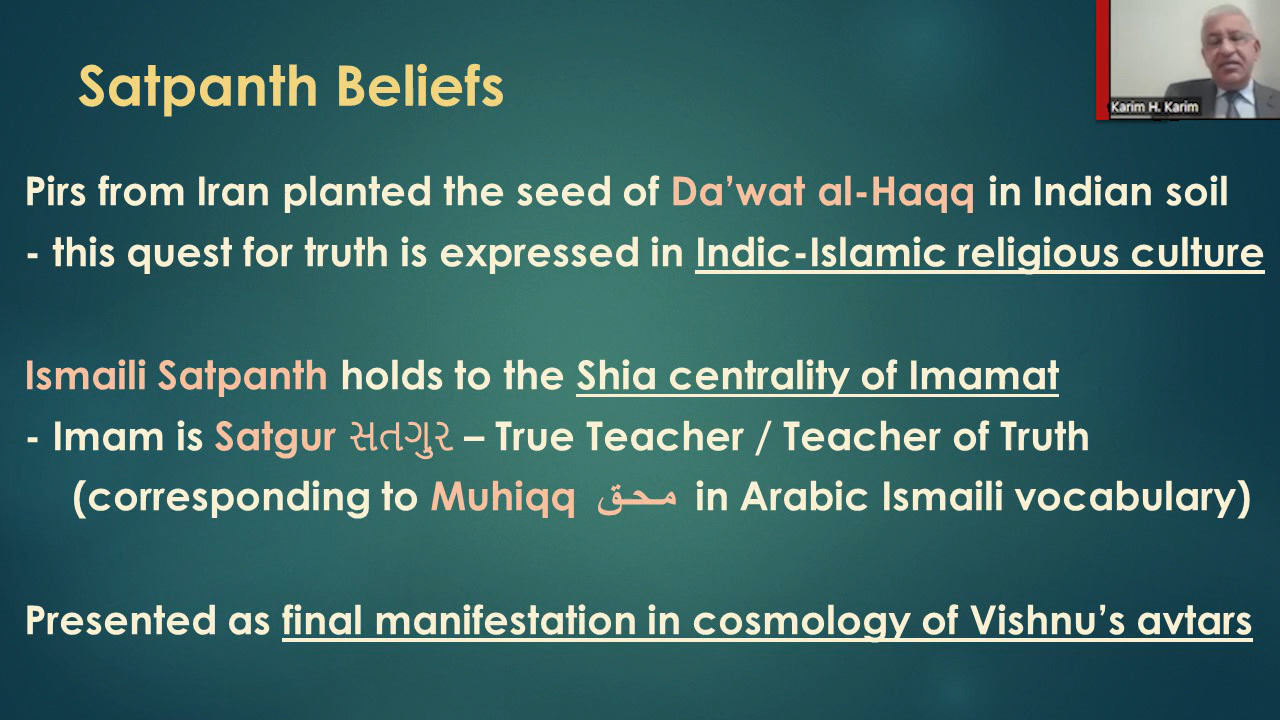 Karim H. Karim
Satpanth Beliefs
Pirs from Iran planted the seed of Da’wat al-Haqq in Indian soil
- this quest for truth is expressed in Indic-Islamic religious culture
Ismaili Satpanth holds to the Shia centrality of Imamat
- Imam is Satgur સતગુર – True Teacher / Teacher of Truth
(corresponding to Muhiqq محق in Arabic Ismaili vocabulary)
Presented as final manifestation in cosmology of Vishnu’s avtars